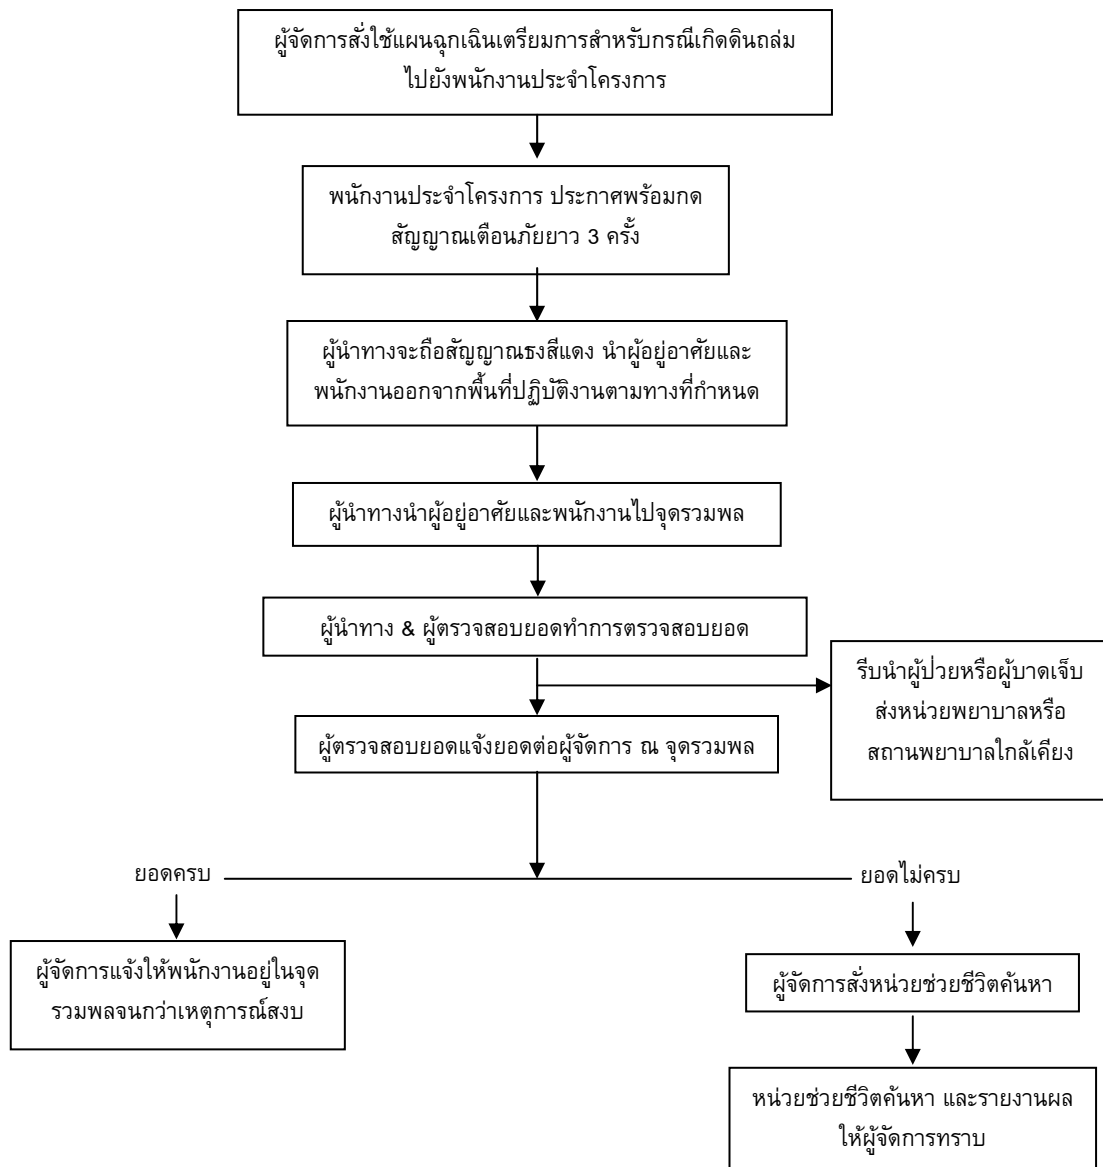 ผู้จัดการสั่งใช้แผนฉุกเฉินเตรียมการสำหรับกรณีเกิดดินถล่ม
ไปยังพนักงานประจำโครงการ
พนักงานประจำโครงการ ประกาศพร้อมกด
สัญญาณเตือนภัยยาว 3 ครั้ง
ผู้นำทางจะถือสัญญาณธงสีแดง นำผู้อยู่อาศัยและ
พนักงานออกจากพื้นที่ปฏิบัติงานตามทางที่กำหนด
ผู้นำทางนำผู้อยู่อาศัยและพนักงานไปจุดรวมพล
ผู้นำทาง & ผู้ตรวจสอบยอดทำการตรวจสอบยอด
รีบนำผู้ป่วยหรือผู้บาดเจ็บ
ส่งหน่วยพยาบาลหรือ
สถานพยาบาลใกล้เคียง
ผู้ตรวจสอบยอดแจ้งยอดต่อผู้จัดการ ณ จุดรวมพล
ยอดครบ
ยอดไม่ครบ
ผู้จัดการแจ้งให้พนักงานอยู่ในจุด
รวมพลจนกว่าเหตุการณ์สงบ
ผู้จัดการสั่งหน่วยช่วยชีวิตค้นหา
หน่วยช่วยชีวิตค้นหา และรายงานผล
ให้ผู้จัดการทราบ